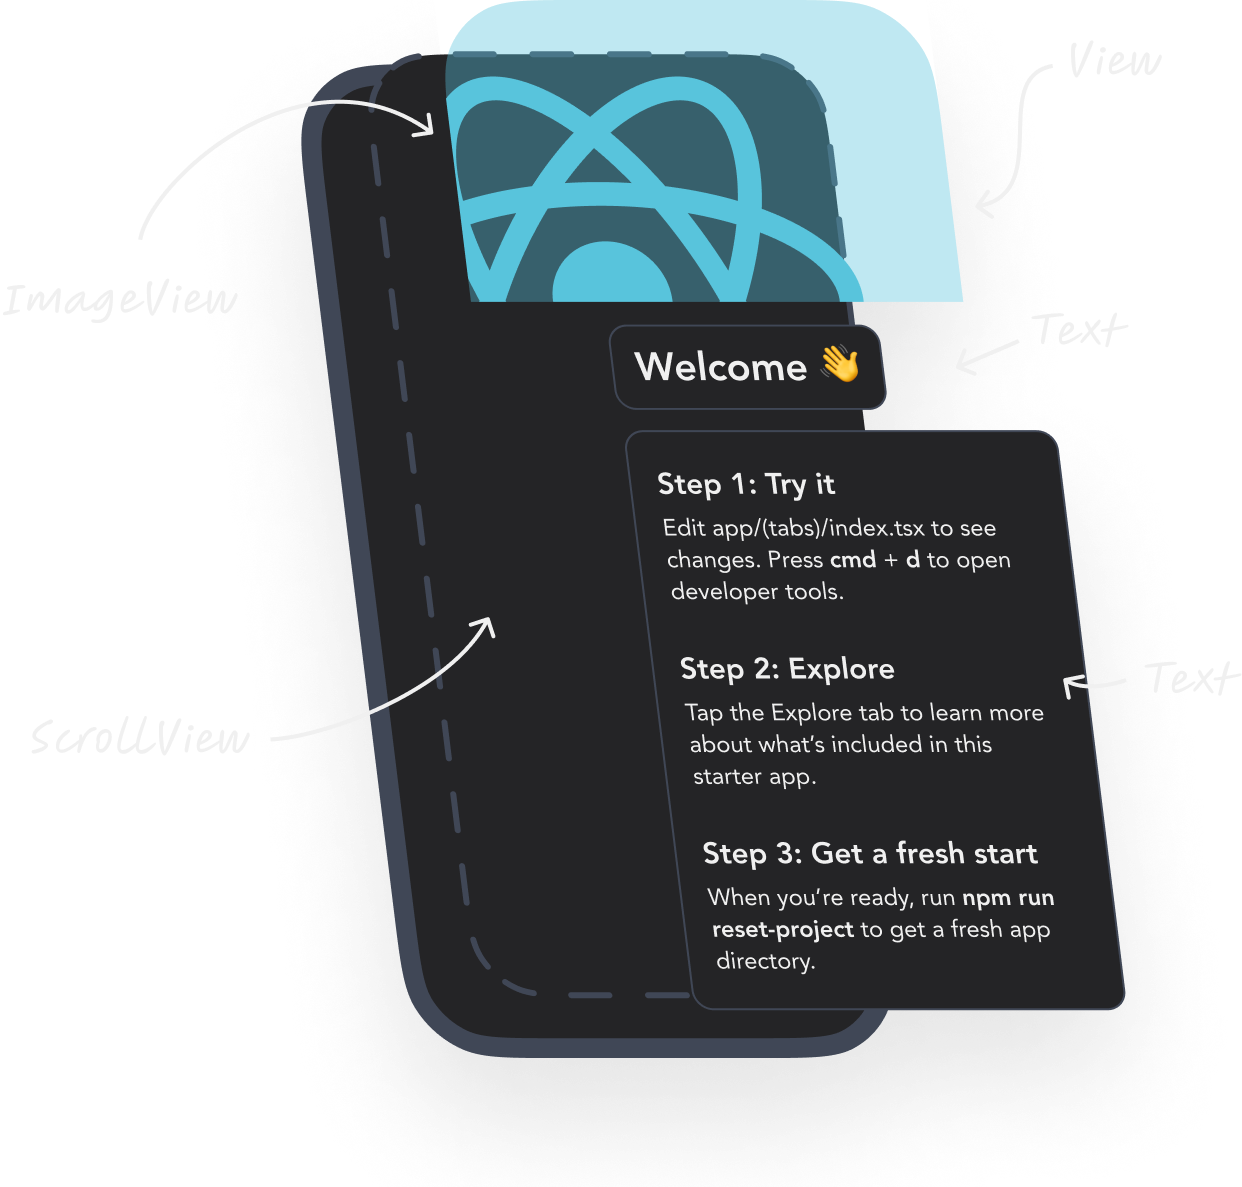 View
ImageView
Text
Welcome 👋
Step 1: Try it
Edit app/(tabs)/index.tsx to see
changes. Press cmd + d to open
developer tools.
Step 2: Explore
Text
Tap the Explore tab to learn more
about what's included in this
starter app.
ScrollView
Step 3: Get a fresh start
When you're ready, run npm run
reset-project to get a fresh app
directory.